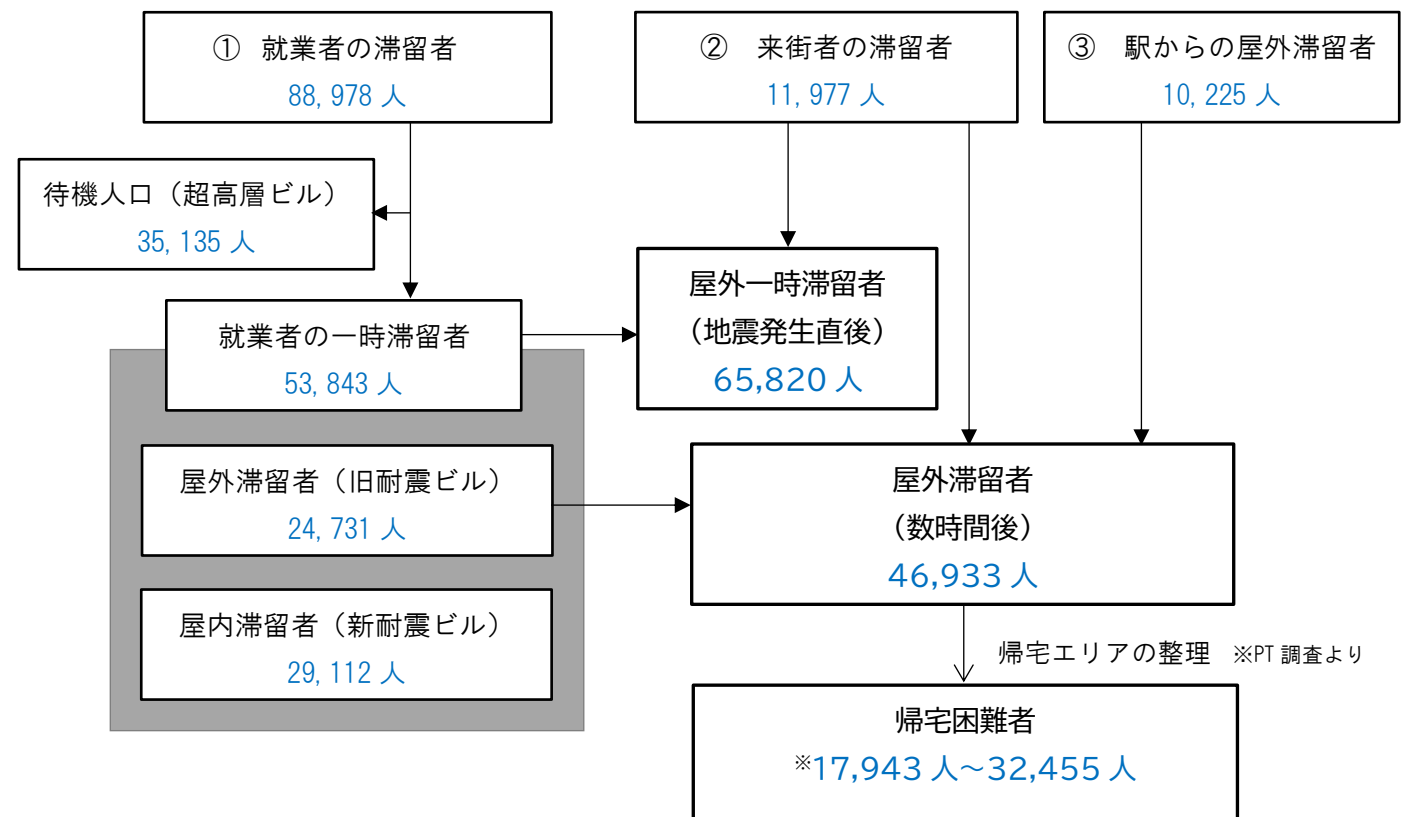 ① 就業者の滞留者
88,978 人
② 来街者の滞留者
11,977 人
③ 駅からの屋外滞留者
10,225 人
待機人口（超高層ビル）
35,135 人
就業者の一時滞留者
53,843 人
屋外一時滞留者
（地震発生直後）
65,820 人
屋外滞留者（旧耐震ビル）
24,731 人
屋外滞留者
（数時間後）
46,933 人
屋内滞留者（新耐震ビル）
29,112 人
帰宅エリアの整理 ※PT 調査より
帰宅困難者
※17,943 人～32,455 人